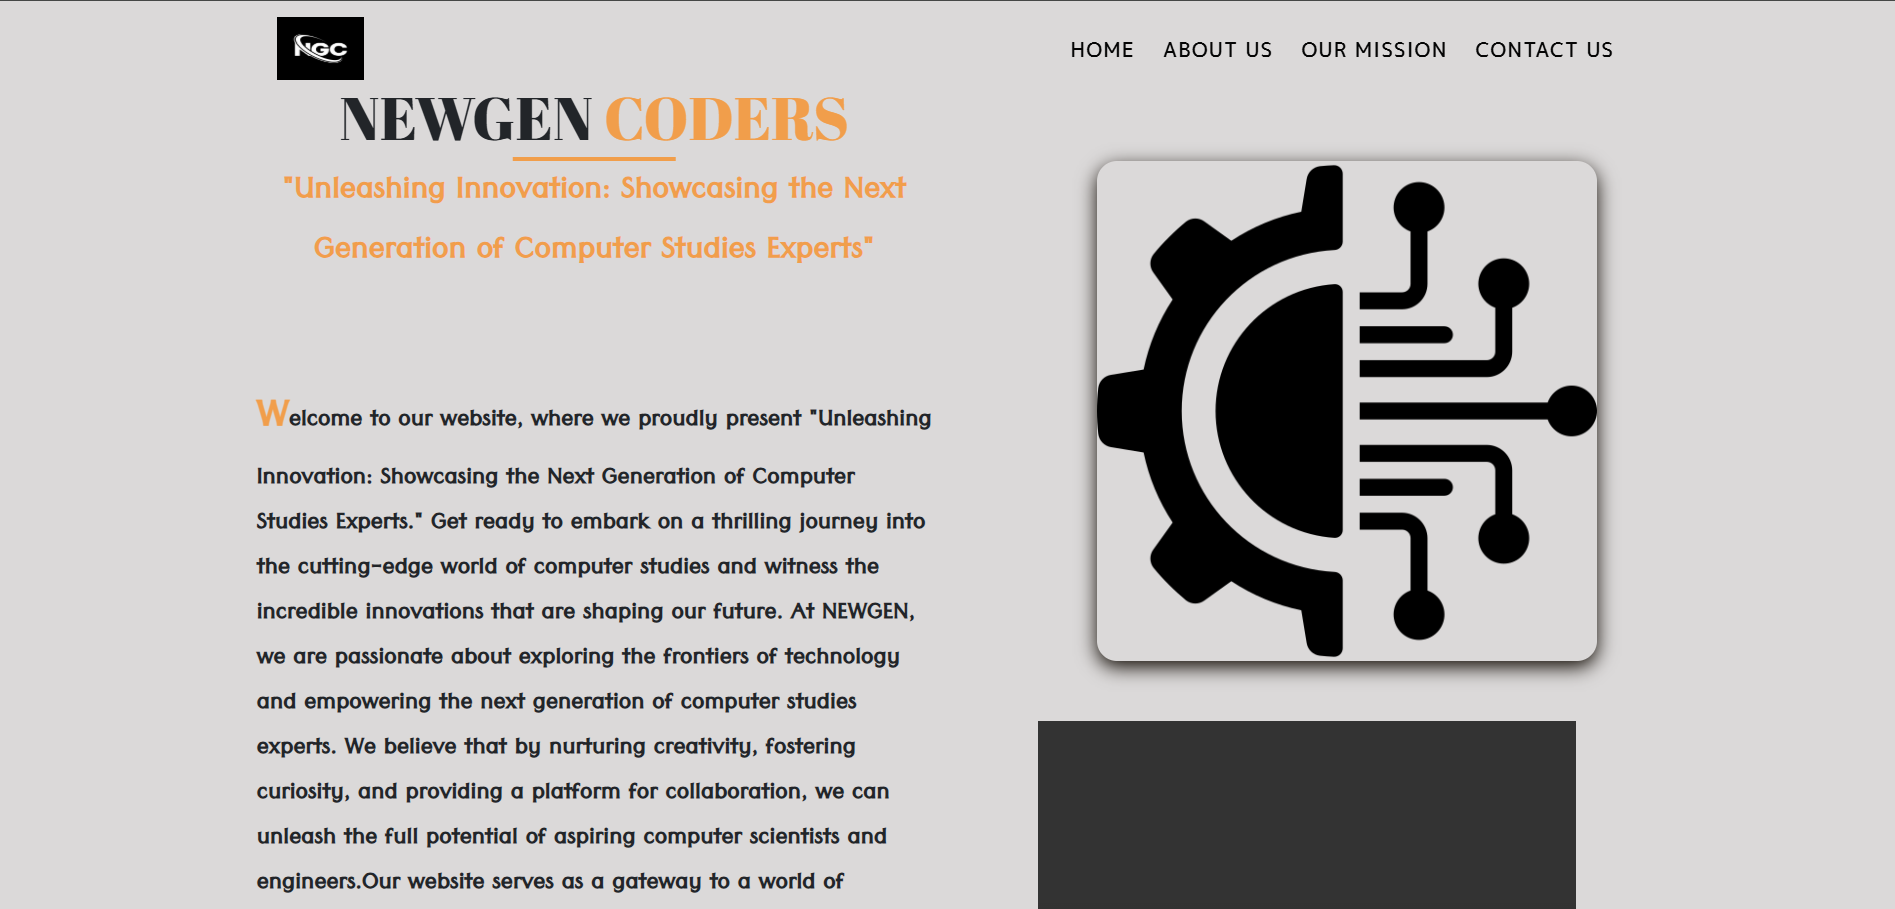 NGC
HOME ABOUT US OUR MISSION CONTACT US
NEWGEN CODERS
"Unleashing Innovation: Showcasing the Next
Generation of Computer Studies Experts"
Welcome to our website, where we proudly present "Unleashing
Innovation: Showcasing the Next Generation of Computer
Studies Experts." Get ready to embark on a thrilling journey into
the cutting-edge world of computer studies and witness the
incredible innovations that are shaping our future. At NEWGEN,
we are passionate about exploring the frontiers of technology
and empowering the next generation of computer studies
experts. We believe that by nurturing creativity, fostering
curiosity, and providing a platform for collaboration, we can
unleash the full potential of aspiring computer scientists and
engineers.Our website serves as a gateway to a world of